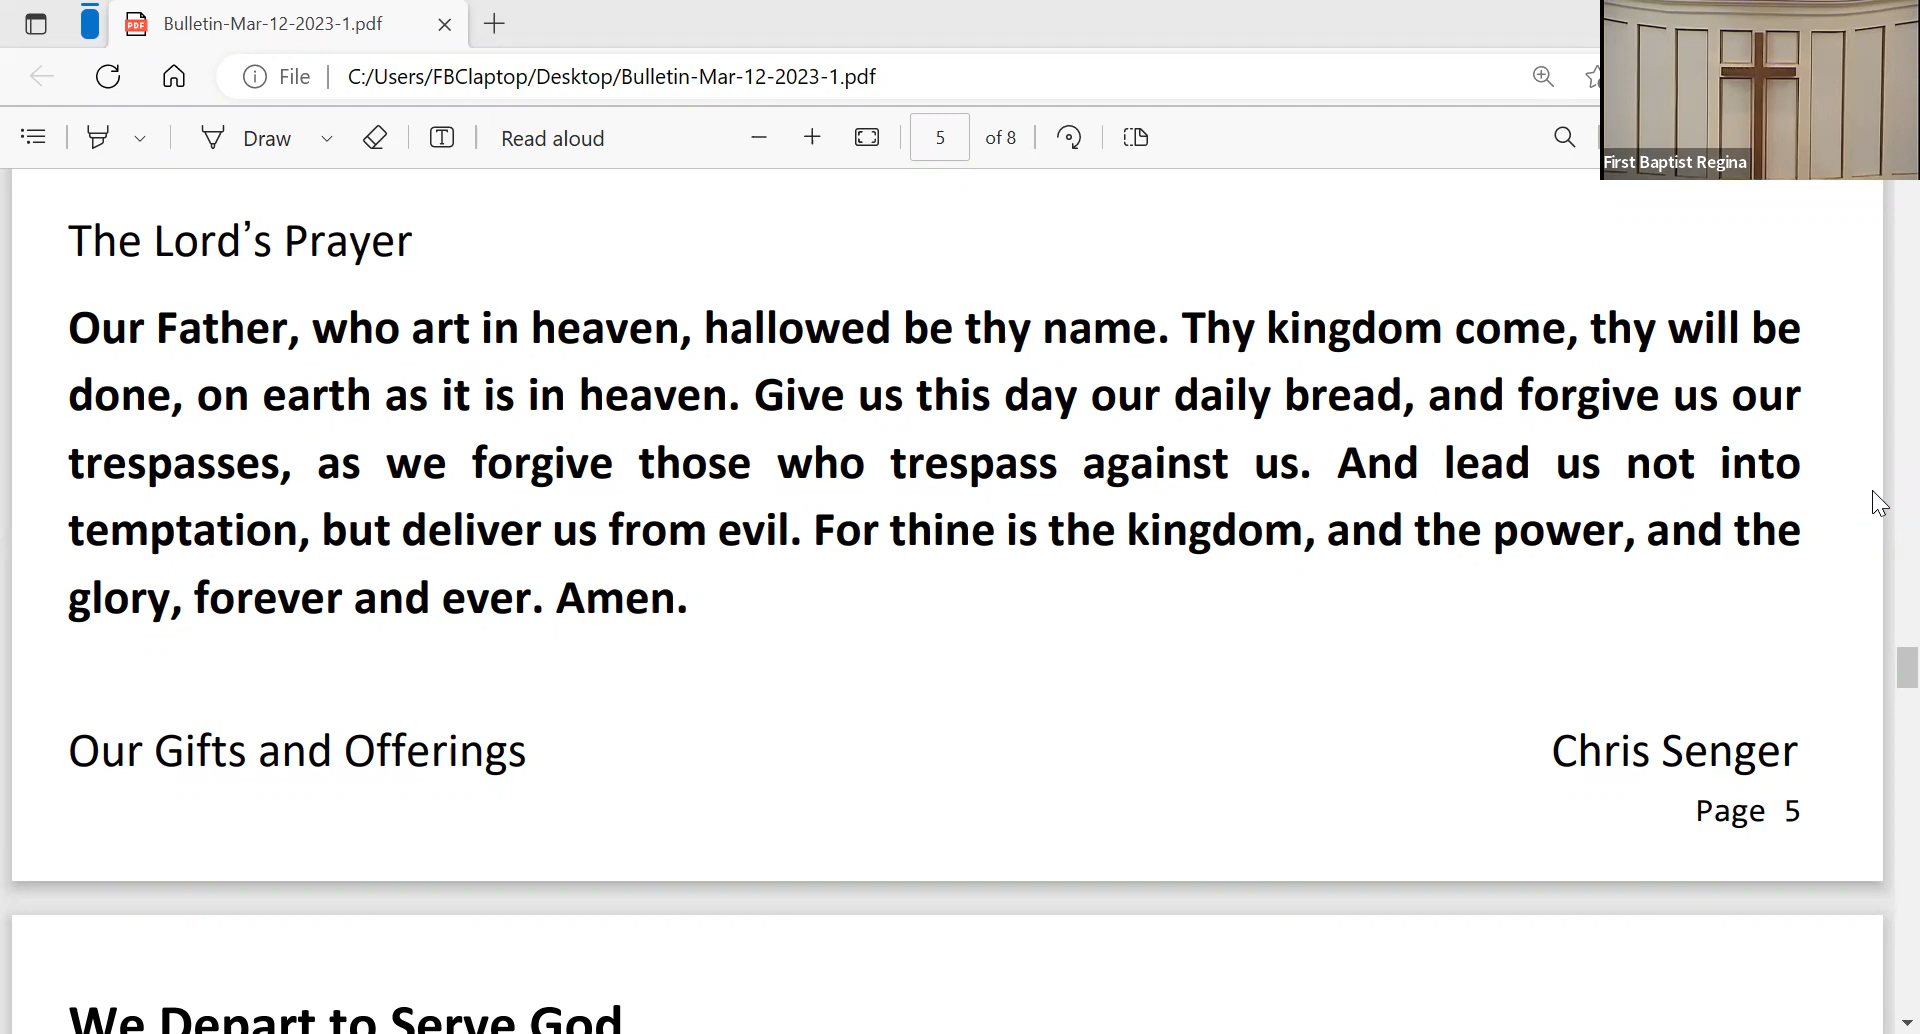 Bulletin-Mar-12-2023-1.pdf
File | C:/Users/FBClaptop/Desktop/Bulletin-Mar-12-2023-1.pdf
Draw
Read aloud
5 of 8
First Baptist Regina
The Lord’s Prayer
Our Father, who art in heaven, hallowed be thy name. Thy kingdom come, thy will be
done, on earth as it is in heaven. Give us this day our daily bread, and forgive us our
trespasses, as we forgive those who trespass against us. And lead us not into
temptation, but deliver us from evil. For thine is the kingdom, and the power, and the
glory, forever and ever. Amen.
Our Gifts and Offerings Chris Senger
Page 5
We Depart to Serve God